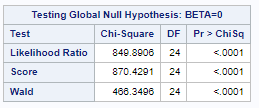 Testing Global Null Hypothesis: BETA=0
Test Chi-Square DF Pr > ChiSq
Likelihood Ratio 849.8906 24 <.0001
Score 870.4291 24 <.0001
Wald 466.3496 24 <.0001